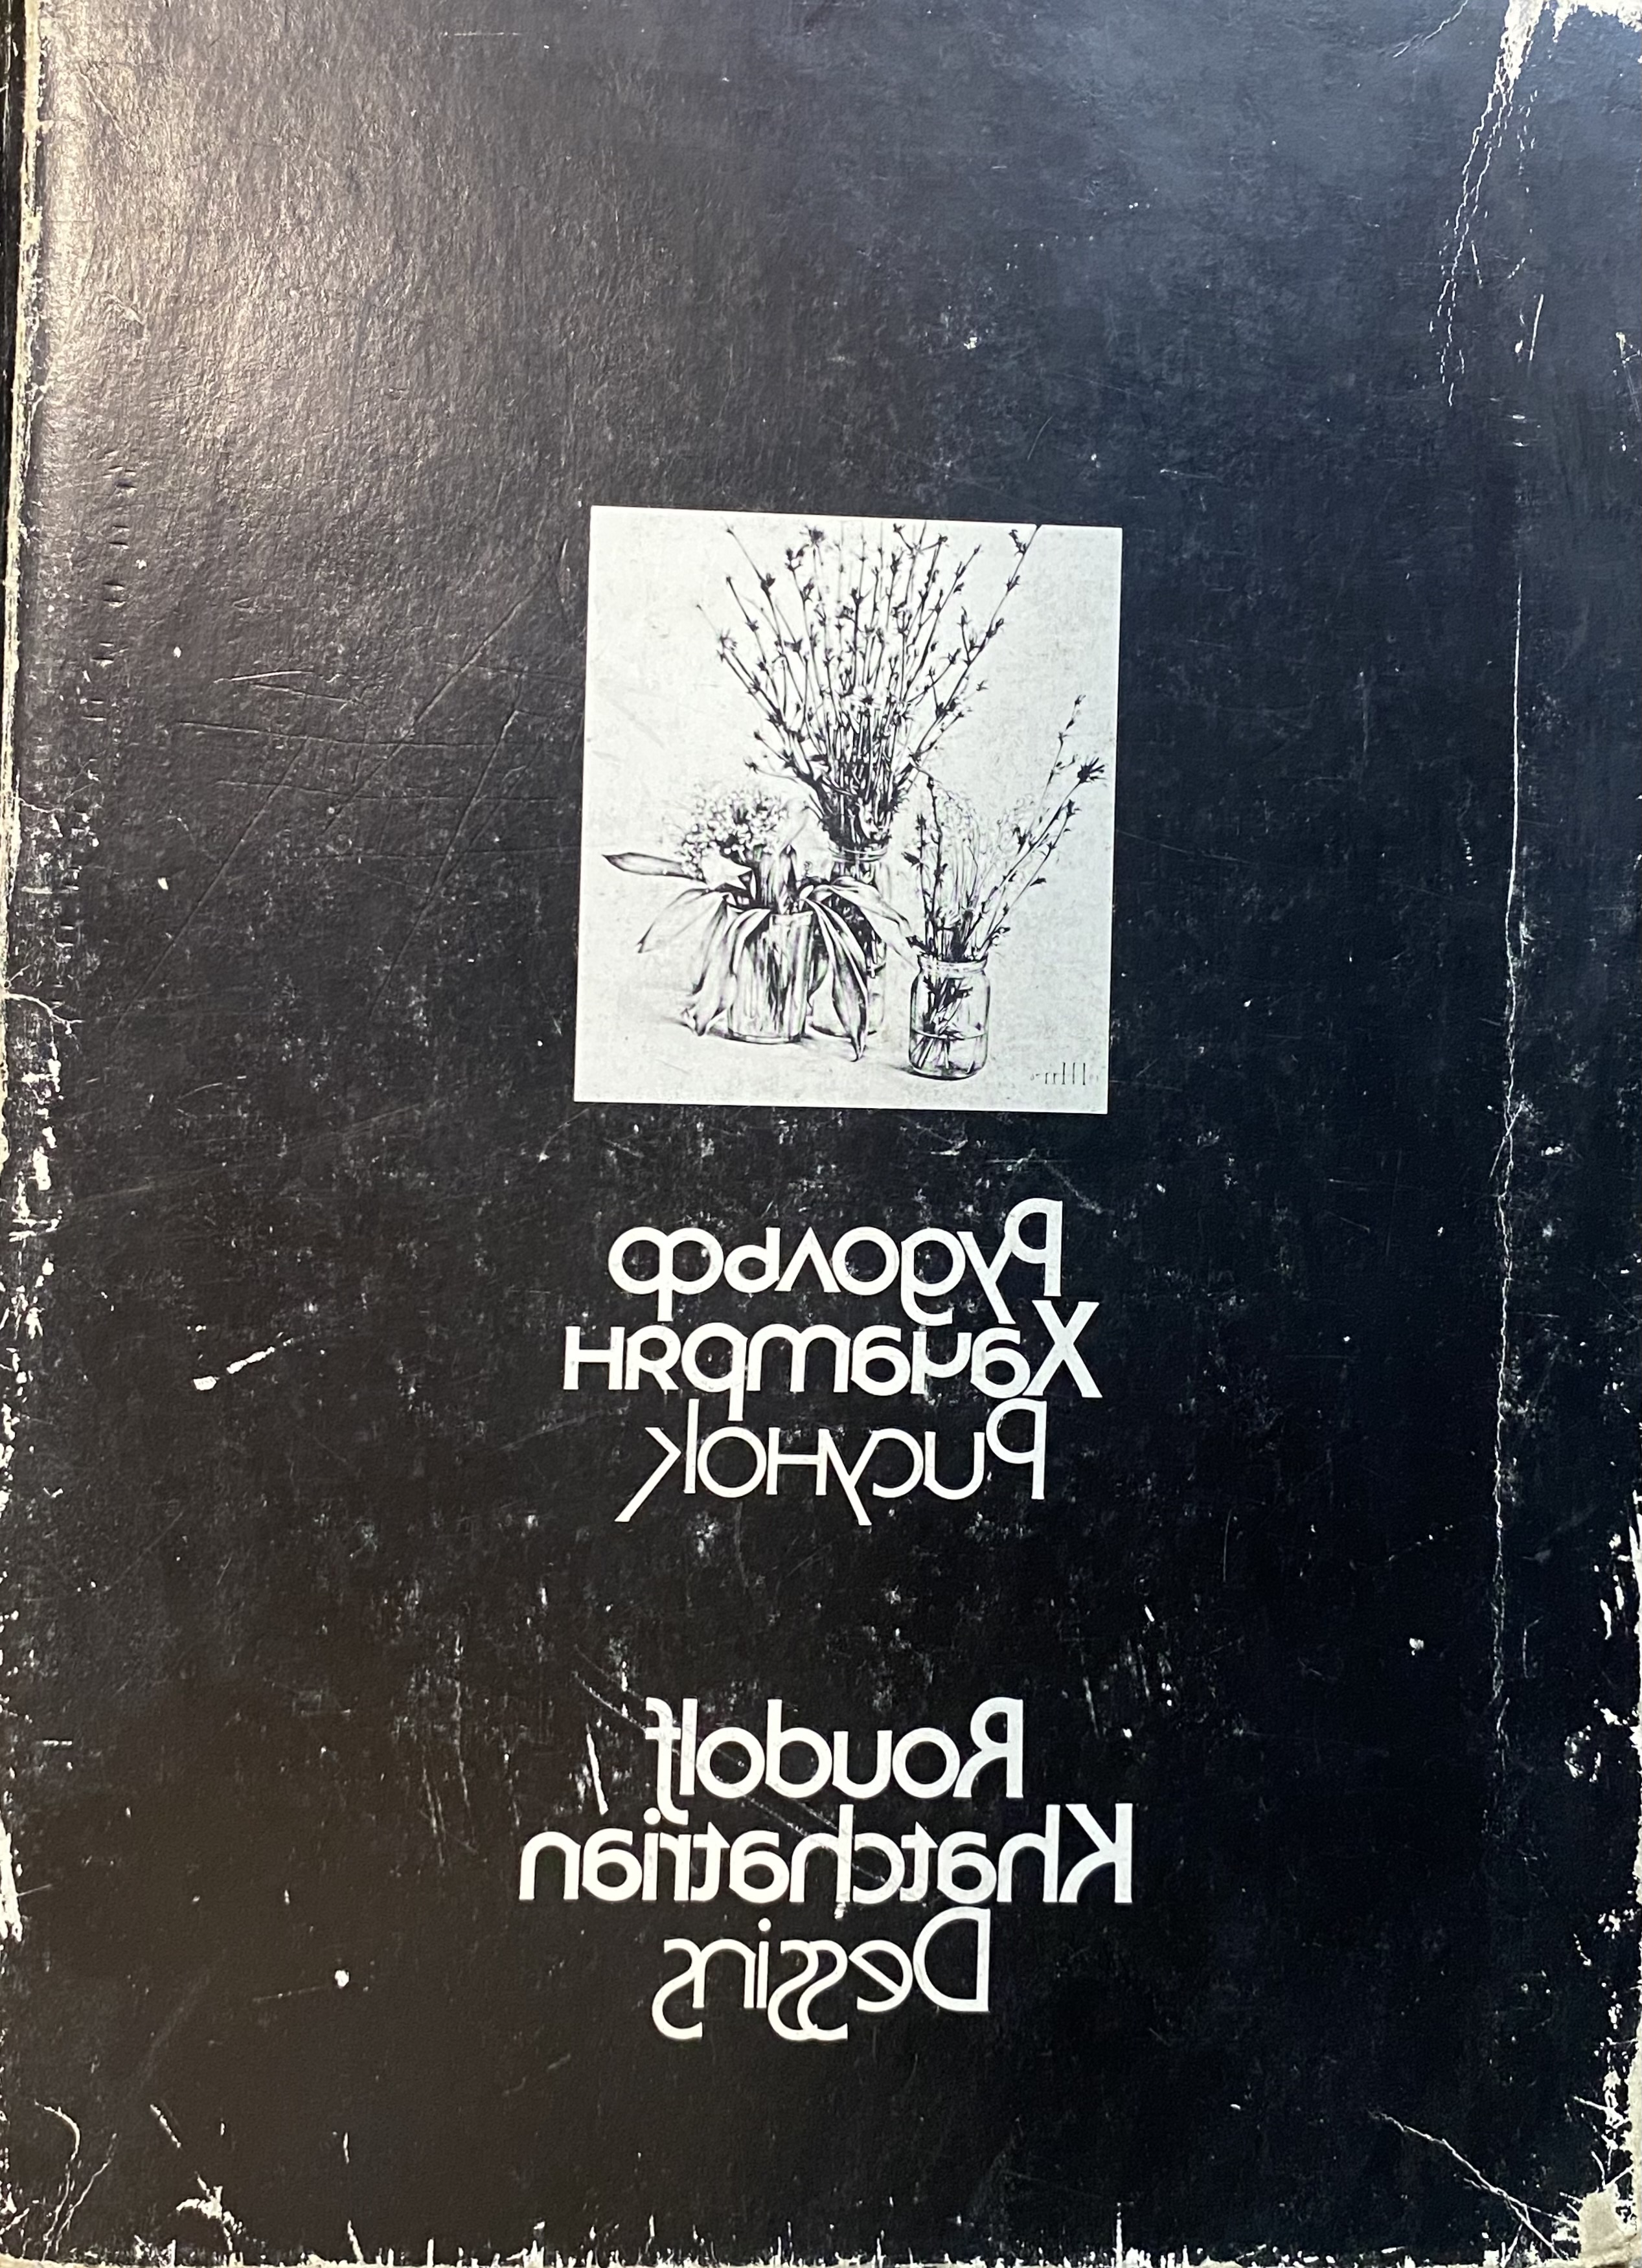 Рудольф
Хачатрян
Рисунок
Roudolf
Khatchatrian
Dessins